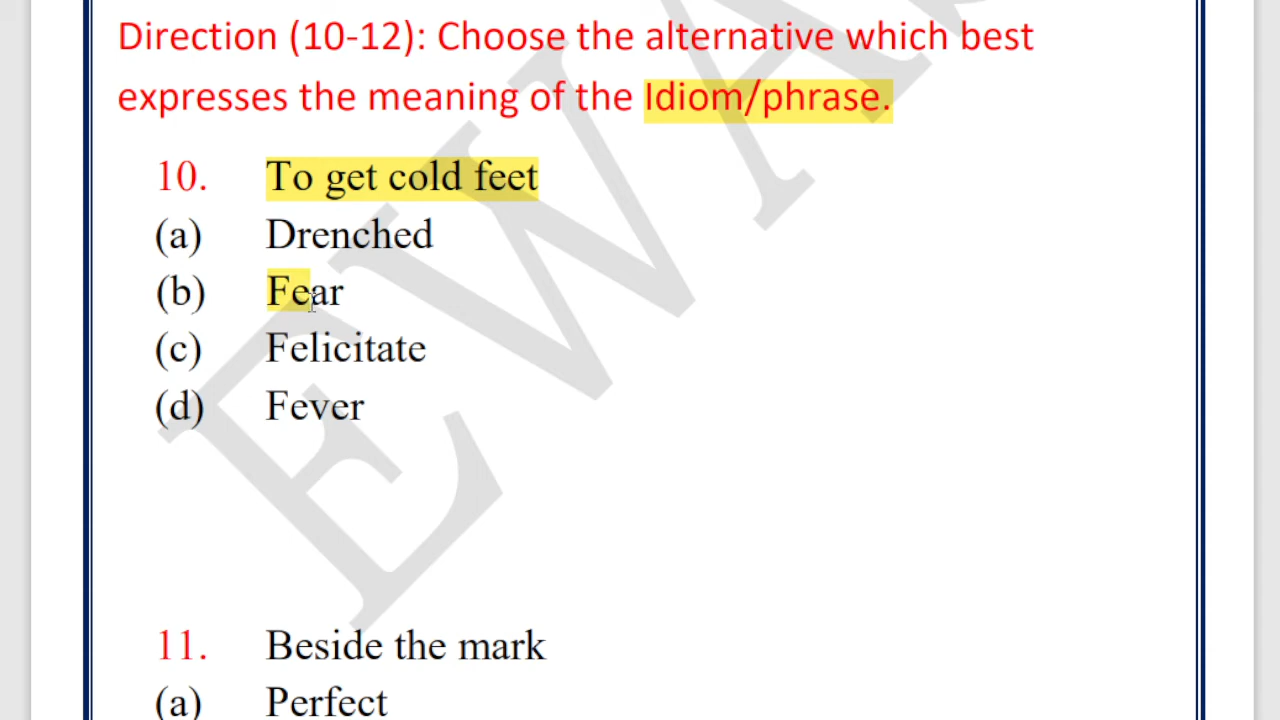 Direction (10-12): Choose the alternative which best
expresses the meaning of the Idiom/phrase.
10. To get cold feet
(a) Drenched
(b) Fear
(c) Felicitate
(d) Fever
11. Beside the mark
(a) Perfect